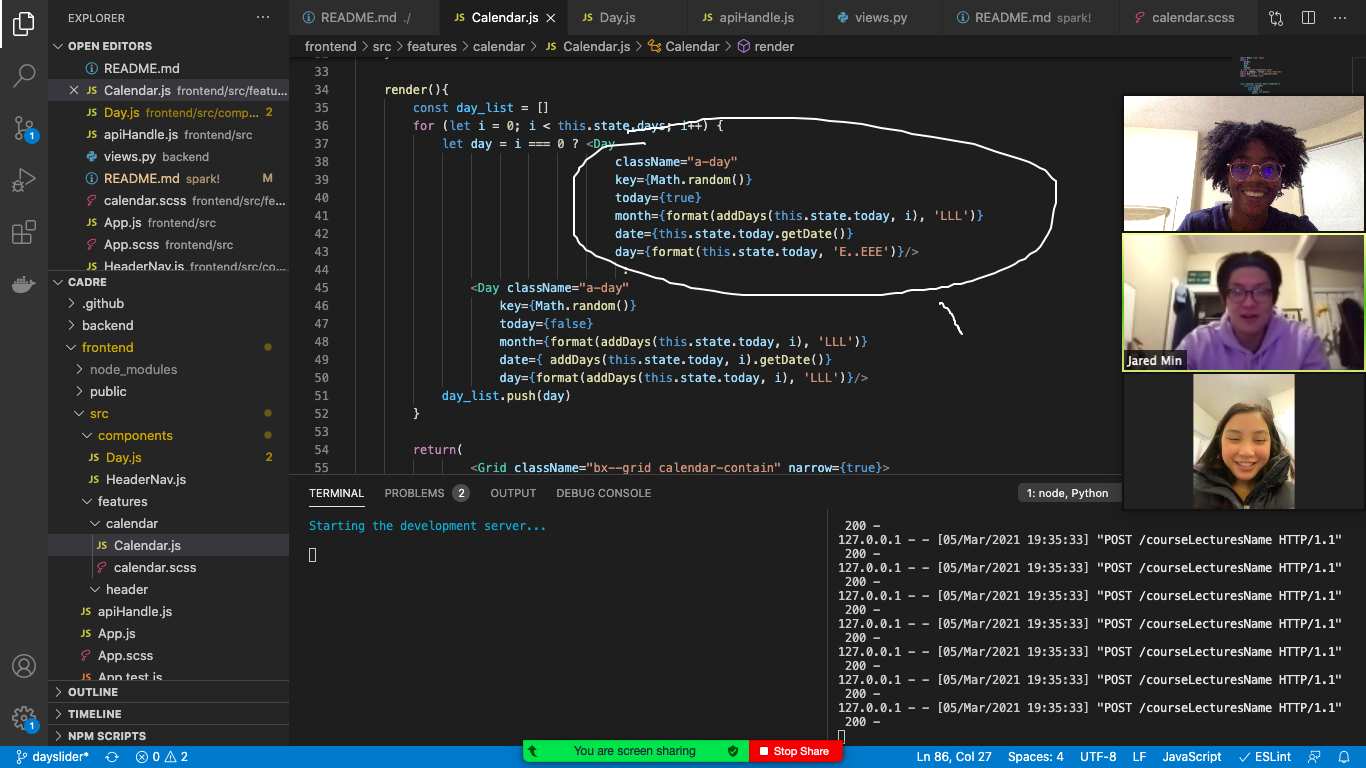 EXPLORER
OPEN EDITORS
README.md
Calendar.js frontend/src/featu...
Day.js frontend/src/comp... 2
apiHandle.js frontend/src
views.py backend
README.md spark! M
calendar.scss frontend/src/fe...
App.js frontend/src
App.scss frontend/src
HeaderNav.js frontend/src/co...
CADRE
.github
backend
frontend
node_modules
public
src
components
Day.js 2
HeaderNav.js
features
calendar
Calendar.js
calendar.scss
header
apiHandle.js
App.js
App.scss
App.test.js
OUTLINE
TIMELINE
NPM SCRIPTS
README.md ./ Calendar.js Day.js apiHandle.js views.py README.md spark! calendar.scss
frontend > src > features > calendar > Calendar.js > Calendar > render
33
34 render(){
35 const day_list = []
36 for (let i = 0; i < this.state.days; i++) {
37 let day = i === 0 ? <Day
38 className="a-day"
39 key={Math.random()}
40 today={true}
41 month={format(addDays(this.state.today, i), 'LLL')}
42 date={this.state.today.getDate()}
43 day={format(this.state.today, 'E..EEE')}/>
44 :
45 <Day className="a-day"
46 key={Math.random()}
47 today={false}
48 month={format(addDays(this.state.today, i), 'LLL')}
49 date={ addDays(this.state.today, i).getDate()}
50 day={format(addDays(this.state.today, i), 'LLL')}/>
51 day_list.push(day)
52 }
53
54 return(
55 <Grid className="bx--grid calendar-contain" narrow={true}>
Jared Min
TERMINAL PROBLEMS 2 OUTPUT DEBUG CONSOLE 1: node, Python
Starting the development server...
200 -
127.0.0.1 - - [05/Mar/2021 19:35:33] "POST /courseLecturesName HTTP/1.1"
200 -
127.0.0.1 - - [05/Mar/2021 19:35:33] "POST /courseLecturesName HTTP/1.1"
200 -
127.0.0.1 - - [05/Mar/2021 19:35:33] "POST /courseLecturesName HTTP/1.1"
200 -
127.0.0.1 - - [05/Mar/2021 19:35:33] "POST /courseLecturesName HTTP/1.1"
200 -
127.0.0.1 - - [05/Mar/2021 19:35:33] "POST /courseLecturesName HTTP/1.1"
200 -
127.0.0.1 - - [05/Mar/2021 19:35:33] "POST /courseLecturesName HTTP/1.1"
200 -
127.0.0.1 - - [05/Mar/2021 19:35:33] "POST /courseLecturesName HTTP/1.1"
200 -
You are screen sharing Stop Share
1
1
dayslider* 0 2 Ln 86, Col 27 Spaces: 4 UTF-8 LF JavaScript ESLint